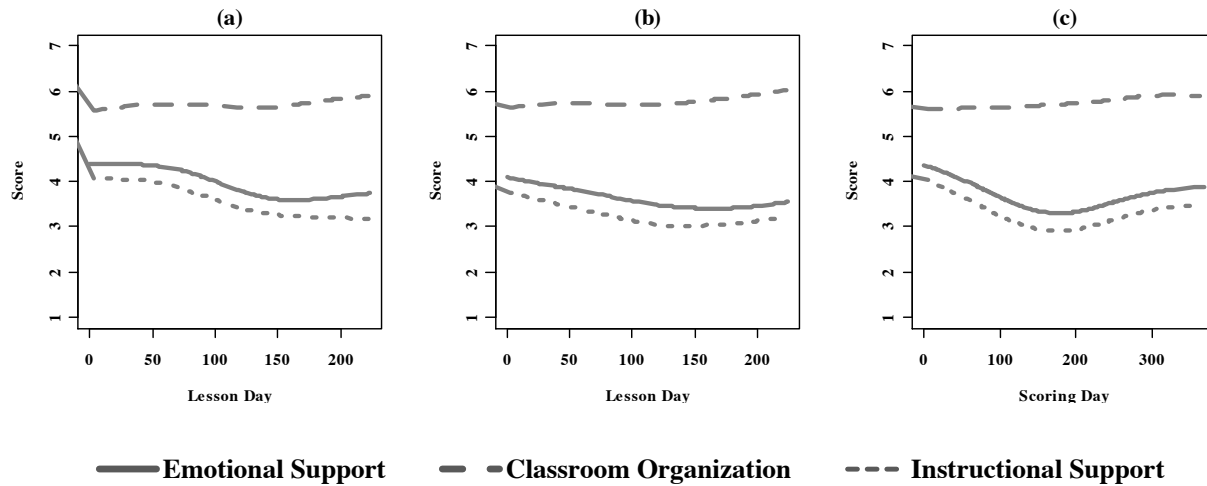 (a) (b) (c)
7 7 7
6 6 6
5 5 5
Score Score Score
4 4 4
3 3 3
2 2 2
1 1 1
0 50 100 150 200 0 50 100 150 200 0 100 200 300
Lesson Day Lesson Day Scoring Day
Emotional Support Classroom Organization Instructional Support